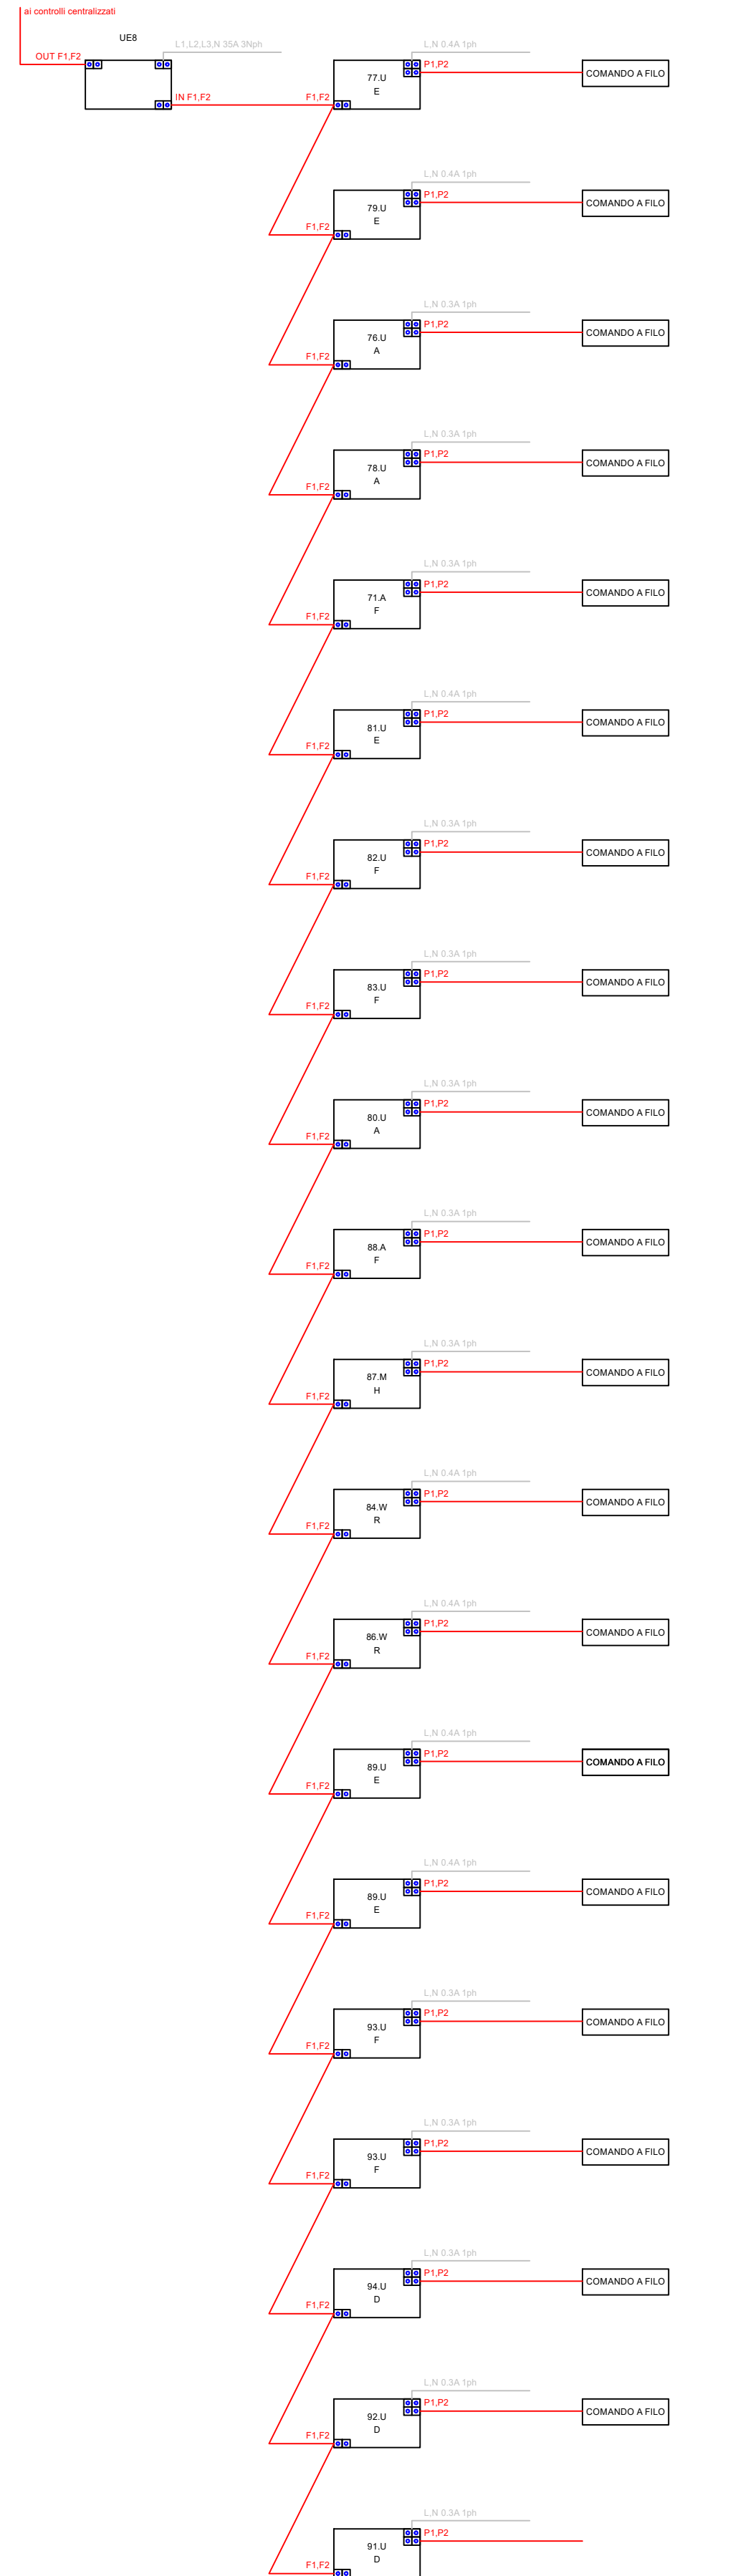 ai controlli centralizzati
UE8
L1,L2,L3,N 35A 3Nph
OUT F1,F2
IN F1,F2
L,N 0.4A 1ph
P1,P2
77.U
E
F1,F2
COMANDO A FILO
L,N 0.4A 1ph
P1,P2
79.U
E
F1,F2
COMANDO A FILO
L,N 0.3A 1ph
P1,P2
76.U
A
F1,F2
COMANDO A FILO
L,N 0.3A 1ph
P1,P2
78.U
A
F1,F2
COMANDO A FILO
L,N 0.3A 1ph
P1,P2
71.A
F
F1,F2
COMANDO A FILO
L,N 0.4A 1ph
P1,P2
81.U
E
F1,F2
COMANDO A FILO
L,N 0.3A 1ph
P1,P2
82.U
F
F1,F2
COMANDO A FILO
L,N 0.3A 1ph
P1,P2
83.U
F
F1,F2
COMANDO A FILO
L,N 0.3A 1ph
P1,P2
80.U
A
F1,F2
COMANDO A FILO
L,N 0.3A 1ph
P1,P2
88.A
F
F1,F2
COMANDO A FILO
L,N 0.3A 1ph
P1,P2
87.M
H
F1,F2
COMANDO A FILO
L,N 0.4A 1ph
P1,P2
84.W
R
F1,F2
COMANDO A FILO
L,N 0.4A 1ph
P1,P2
86.W
R
F1,F2
COMANDO A FILO
L,N 0.4A 1ph
P1,P2
89.U
E
F1,F2
COMANDO A FILO
L,N 0.4A 1ph
P1,P2
89.U
E
F1,F2
COMANDO A FILO
L,N 0.3A 1ph
P1,P2
93.U
F
F1,F2
COMANDO A FILO
L,N 0.3A 1ph
P1,P2
93.U
F
F1,F2
COMANDO A FILO
L,N 0.3A 1ph
P1,P2
94.U
D
F1,F2
COMANDO A FILO
L,N 0.3A 1ph
P1,P2
92.U
D
F1,F2
COMANDO A FILO
L,N 0.3A 1ph
P1,P2
91.U
D
F1,F2